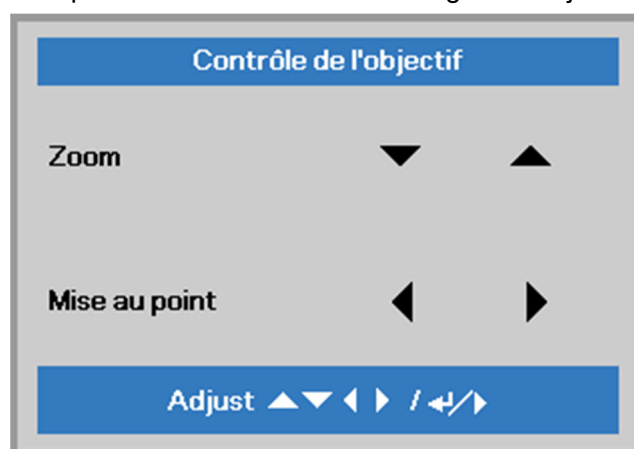 Contrôle de l'objectif
Zoom ▼ ▲
Mise au point ◀ ▶
Adjust ▲▼◀ ▶ / ↵/▶